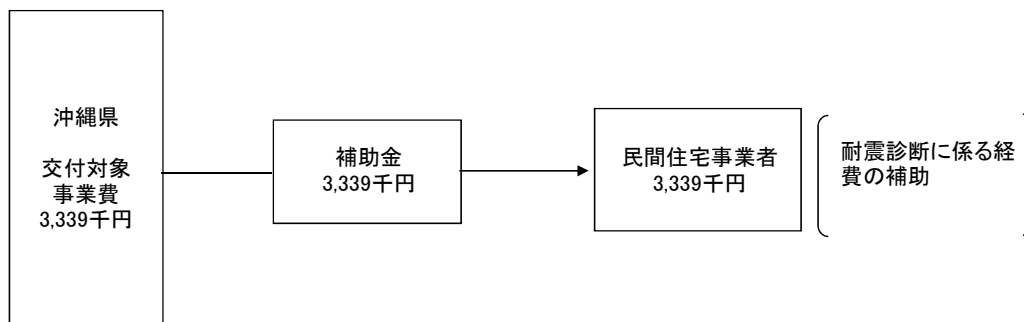 沖縄県
交付対象
事業費
3,339千円
補助金
3,339千円
民間住宅事業者
3,339千円
耐震診断に係る経
費の補助